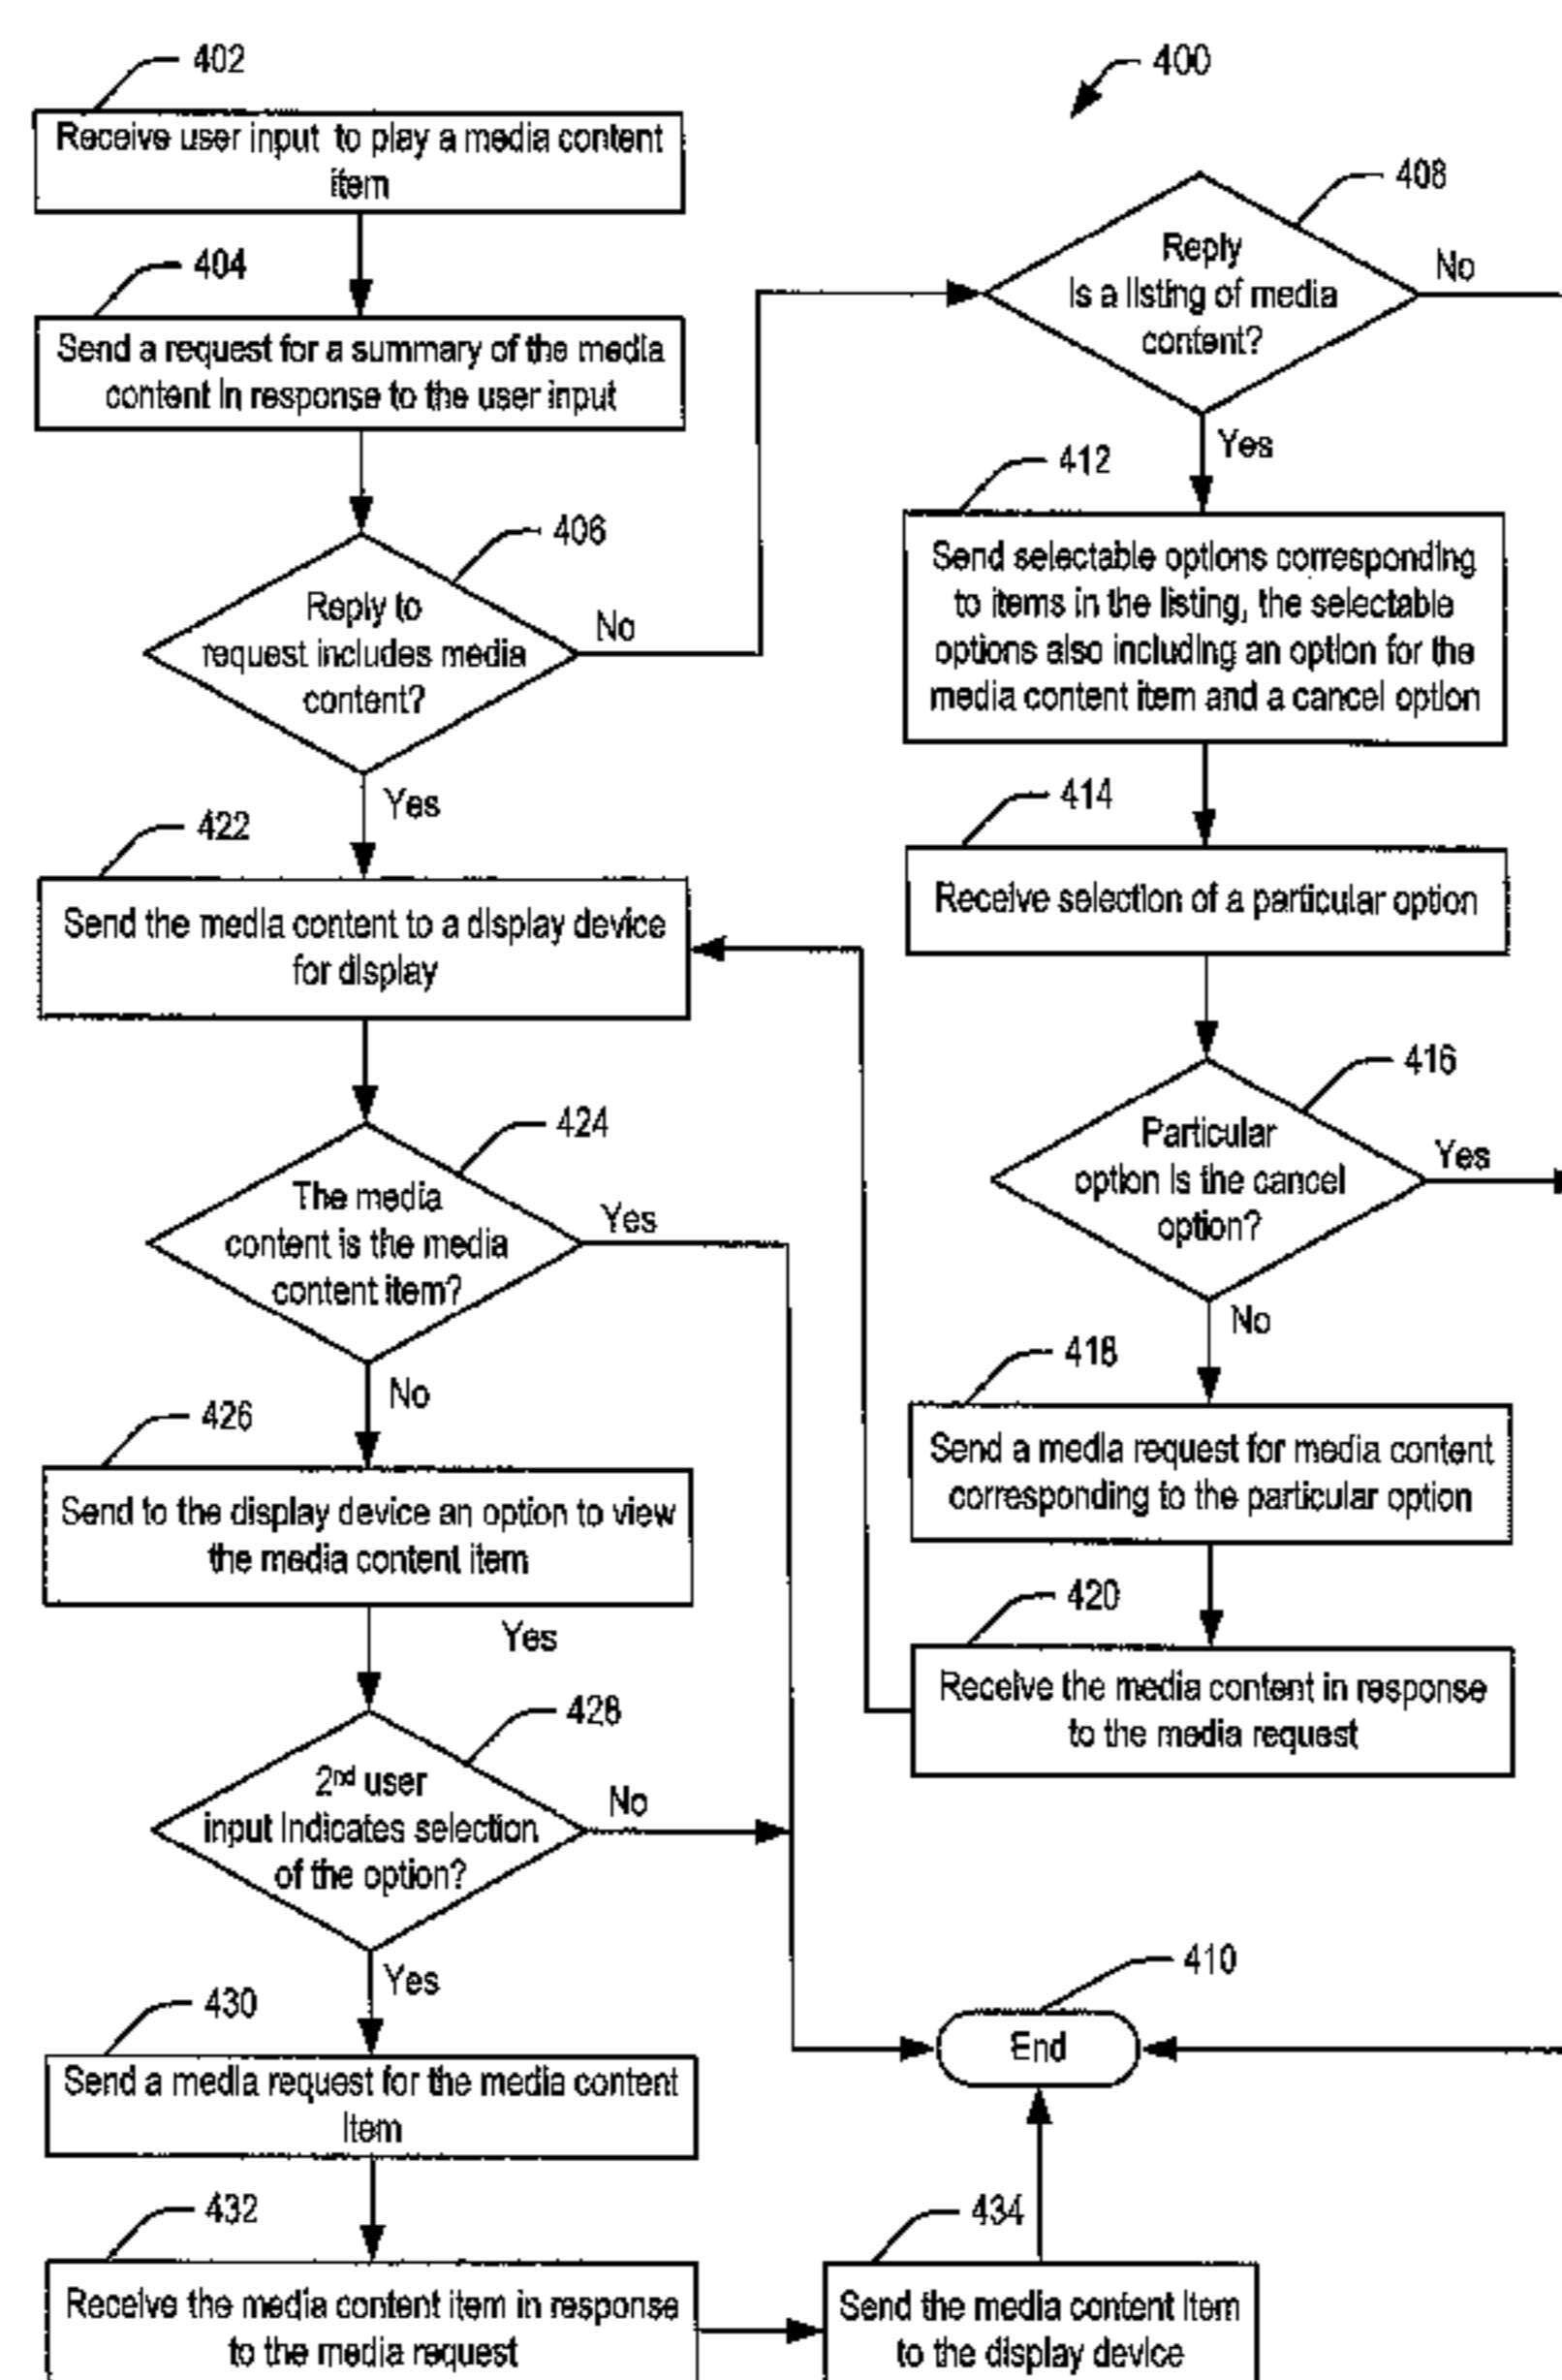 402
Receive user input to play a media content
item
404
Send a request for a summary of the media
content in response to the user input
406
Reply to
request includes media
content?
No
Yes
422
Send the media content to a display device
for display
424
The media
content is the media
content item?
Yes
No
426
Send to the display device an option to view
the media content item
Yes
428
2nd user
input indicates selection
of the option?
No
Yes
430
Send a media request for the media content
item
432
Receive the media content item in response
to the media request
400
408
Reply
is a listing of media
content?
No
Yes
412
Send selectable options corresponding
to items in the listing, the selectable
options also including an option for the
media content item and a cancel option
414
Receive selection of a particular option
416
Particular
option is the cancel
option?
Yes
No
418
Send a media request for media content
corresponding to the particular option
420
Receive the media content in response
to the media request
410
End
434
Send the media content item
to the display device